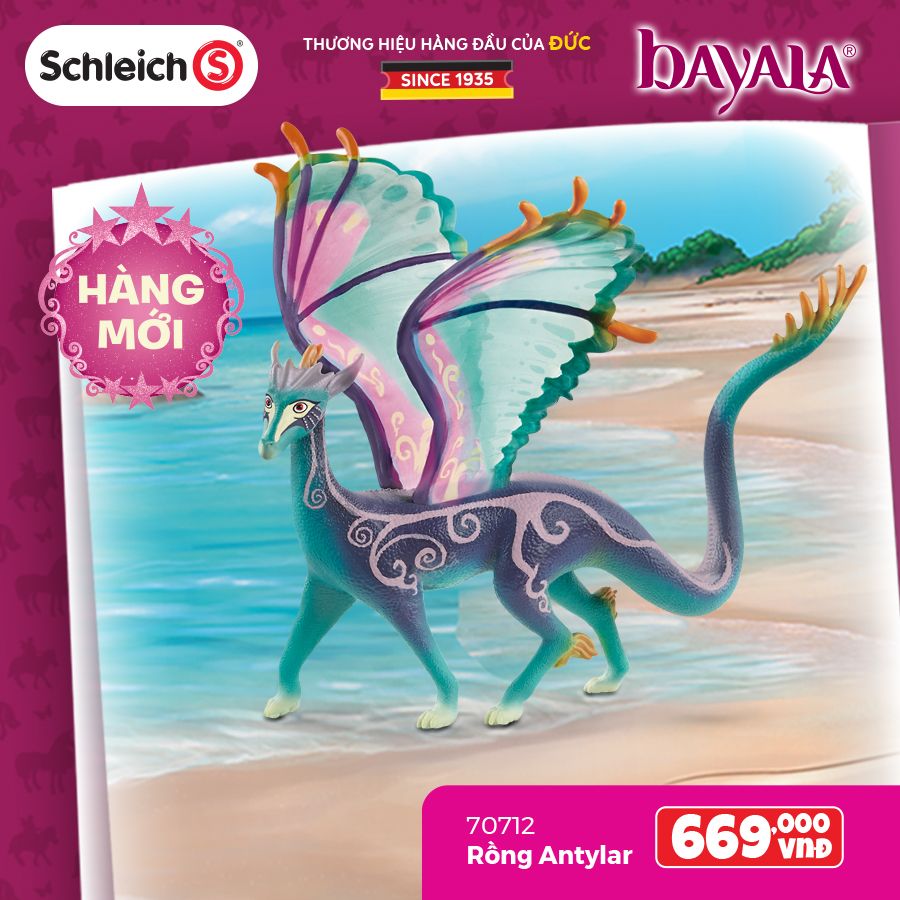 Schleich S
THƯƠNG HIỆU HÀNG ĐẦU CỦA ĐỨC
SINCE 1935
bAYALA®
HÀNG
MỚI
70712
Rồng Antylar
669,000
VNĐ